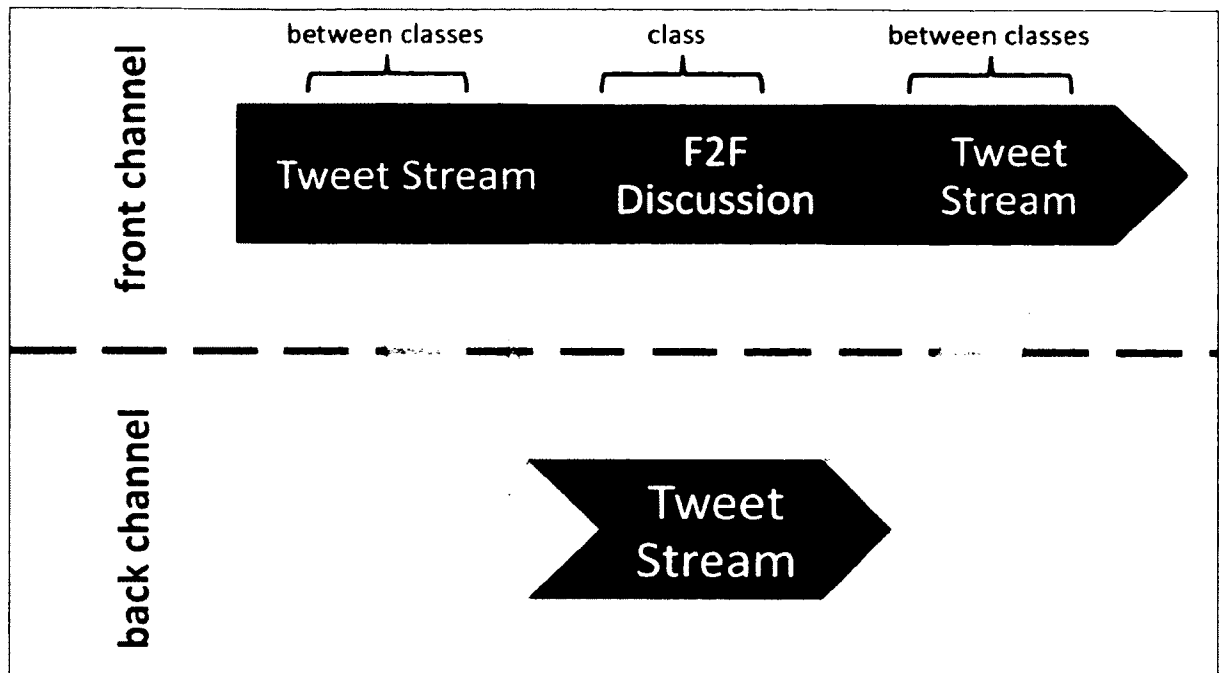 between classes
class
between classes
front channel
Tweet Stream
F2F
Discussion
Tweet
Stream
back channel
Tweet
Stream